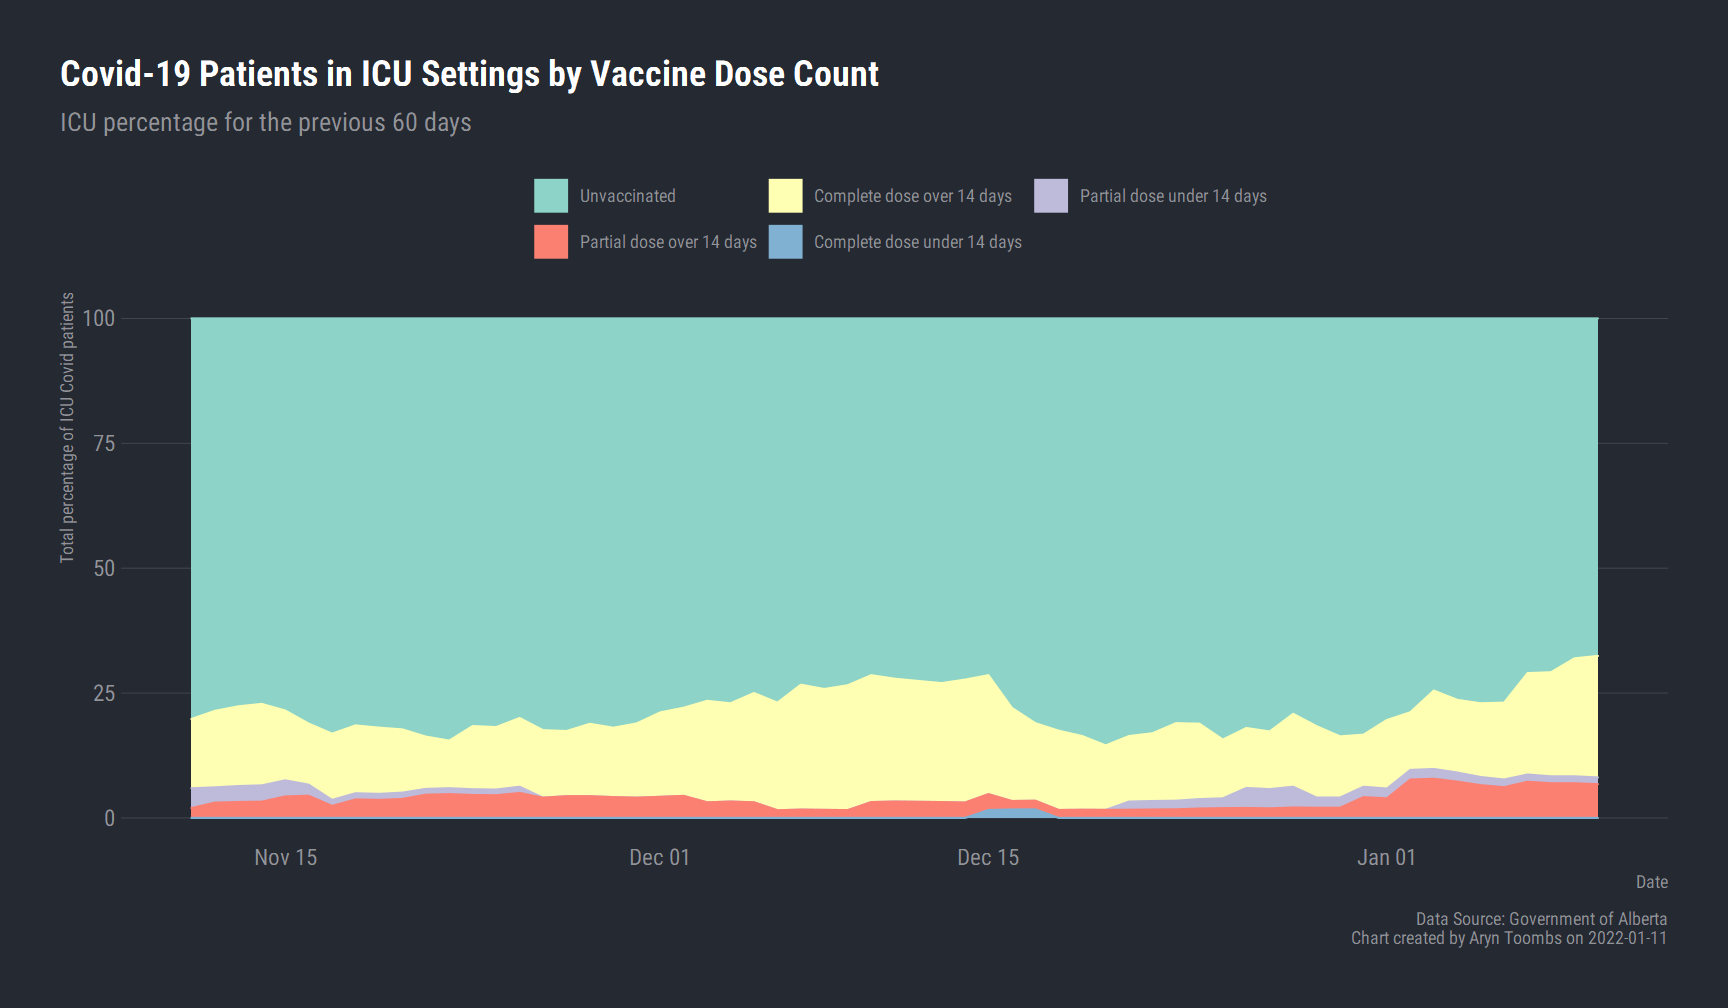 Covid-19 Patients in ICU Settings by Vaccine Dose Count
ICU percentage for the previous 60 days
Unvaccinated
Complete dose over 14 days
Partial dose under 14 days
Partial dose over 14 days
Complete dose under 14 days
Total percentage of ICU Covid patients
100
75
50
25
0
Nov 15
Dec 01
Dec 15
Jan 01
Date
Data Source: Government of Alberta
Chart created by Aryn Toombs on 2022-01-11